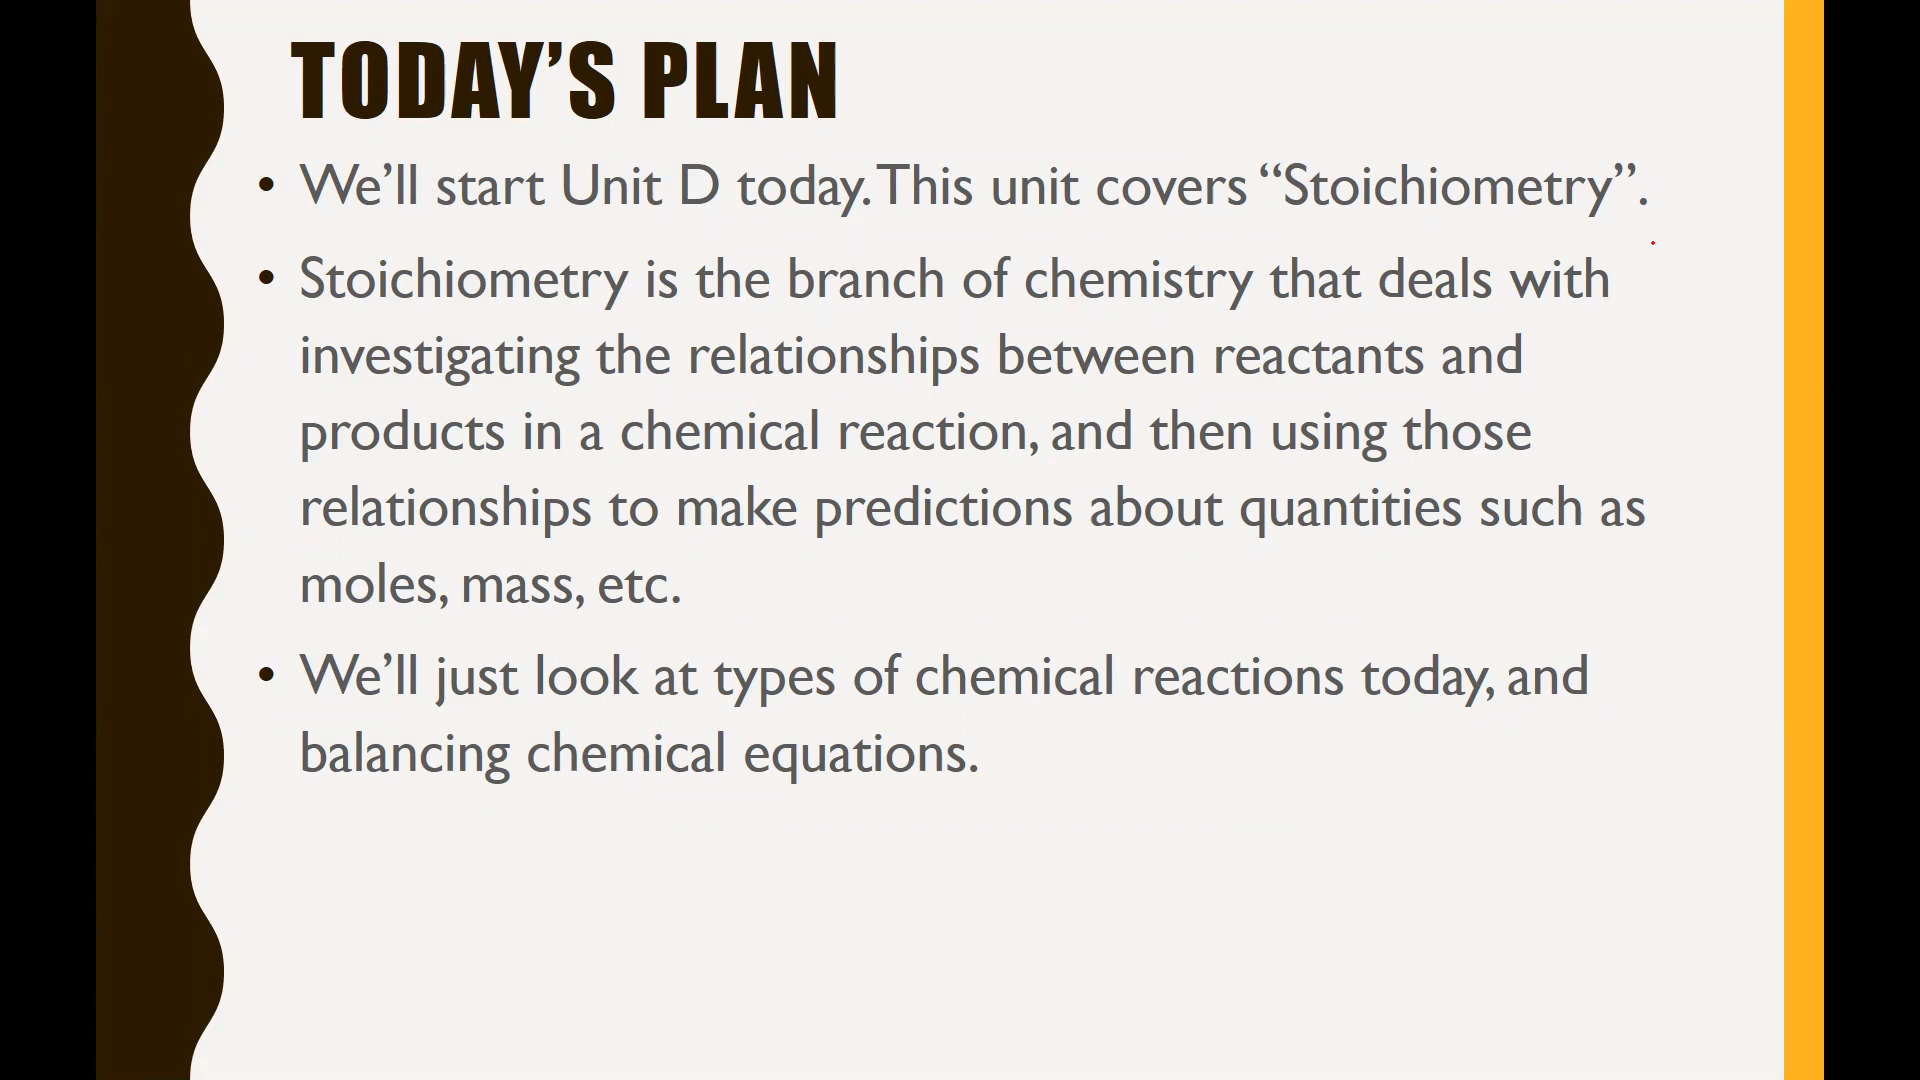 TODAY’S PLAN
• We’ll start Unit D today. This unit covers “Stoichiometry”.
• Stoichiometry is the branch of chemistry that deals with
investigating the relationships between reactants and
products in a chemical reaction, and then using those
relationships to make predictions about quantities such as
moles, mass, etc.
• We’ll just look at types of chemical reactions today, and
balancing chemical equations.